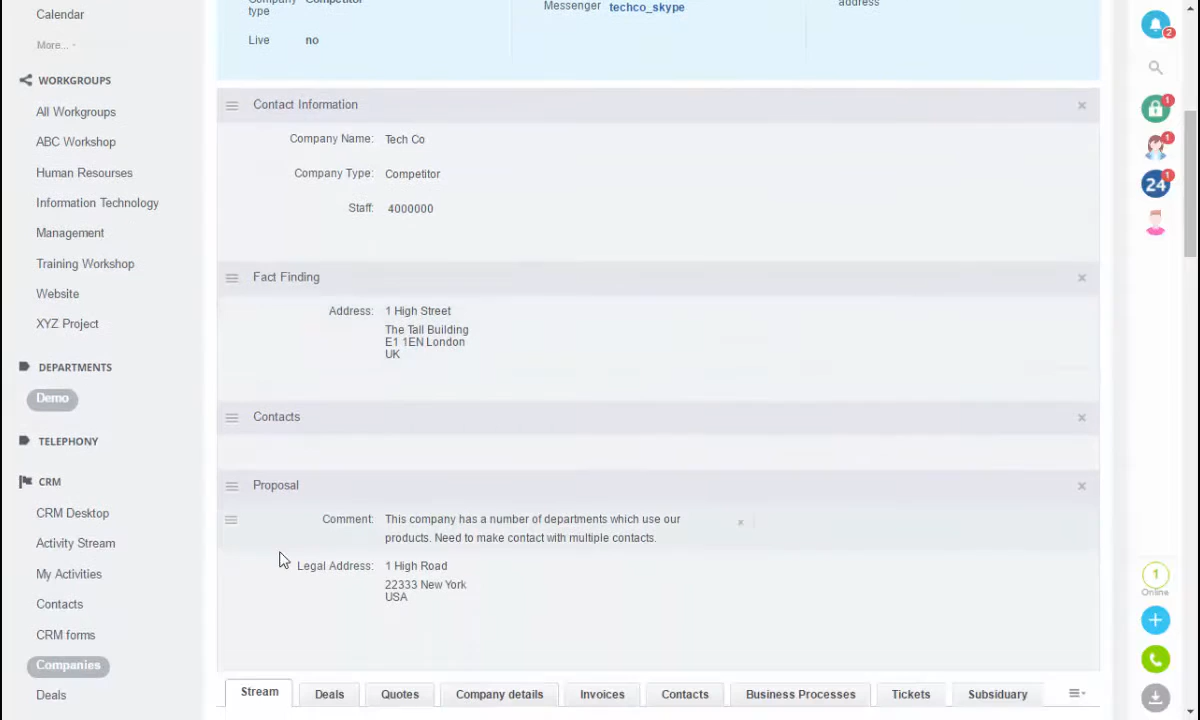 Calendar
More...
WORKGROUPS
All Workgroups
ABC Workshop
Human Resourses
Information Technology
Management
Training Workshop
Website
XYZ Project
DEPARTMENTS
Demo
TELEPHONY
CRM
CRM Desktop
Activity Stream
My Activities
Contacts
CRM forms
Companies
Deals
Company Competitor
type
Live no
Messenger techco_skype
address
Contact Information
Company Name: Tech Co
Company Type: Competitor
Staff: 4000000
Fact Finding
Address: 1 High Street
The Tall Building
E1 1EN London
UK
Contacts
Proposal
Comment: This company has a number of departments which use our
products. Need to make contact with multiple contacts.
Legal Address: 1 High Road
22333 New York
USA
Stream Deals Quotes Company details Invoices Contacts Business Processes Tickets Subsiduary
2
1
1
24 1
1
Online